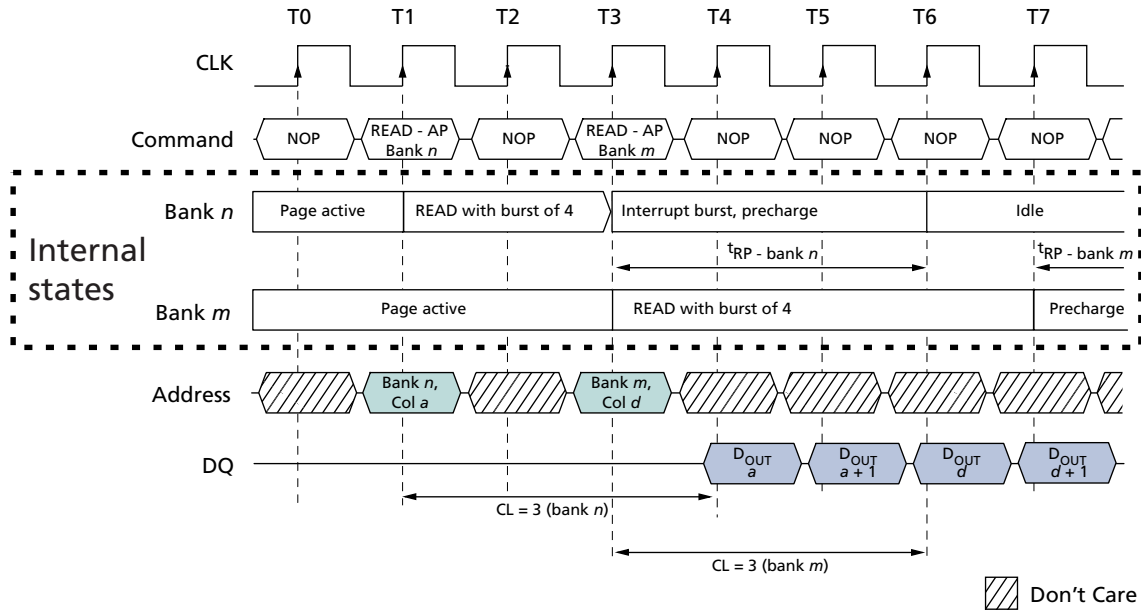 T0 T1 T2 T3 T4 T5 T6 T7
CLK
Command NOP READ - AP Bank n NOP READ - AP Bank m NOP NOP NOP NOP
Bank n Page active READ with burst of 4 Interrupt burst, precharge Idle
Internal states
tRP - bank n tRP - bank m
Bank m Page active READ with burst of 4 Precharge
Address Bank n, Col a Bank m, Col d
DQ DOUT a DOUT a + 1 DOUT d DOUT d + 1
CL = 3 (bank n)
CL = 3 (bank m)
Don't Care